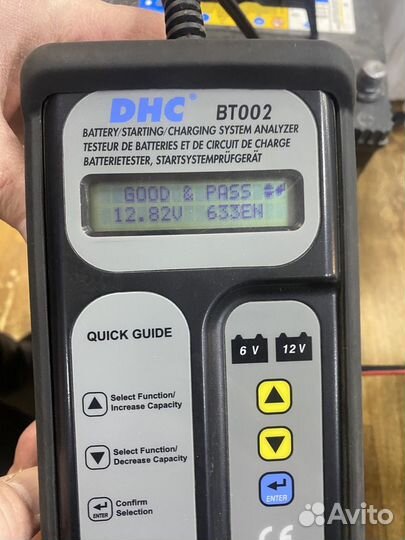 DHC BT002
BATTERY/STARTING/CHARGING SYSTEM ANALYZER
TESTEUR DE BATTERIES ET DE CIRCUIT DE CHARGE
BATTERIETESTER, STARTSYSTEMPRÜFGERÄT
GOOD & PASS
12.82V 633EN
QUICK GUIDE
Select Function/
Increase Capacity
Select Function/
Decrease Capacity
ENTER
Confirm
Selection
6 V
12 V
ENTER
CE
Avito